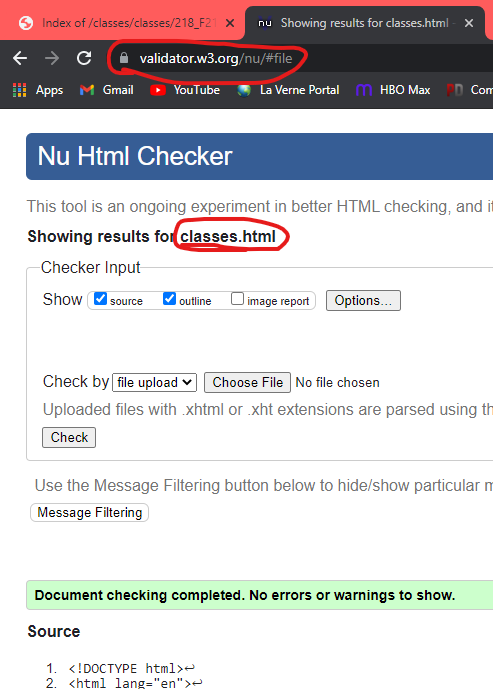 Index of /classes/classes/218_F21
nu Showing results for classes.html -
validator.w3.org/nu/#file
Apps Gmail YouTube La Verne Portal HBO Max Com
Nu Html Checker
This tool is an ongoing experiment in better HTML checking, and it
Showing results for classes.html
Checker Input
Show source outline image report Options...
Check by file upload Choose File No file chosen
Uploaded files with .xhtml or .xht extensions are parsed using th
Check
Use the Message Filtering button below to hide/show particular m
Message Filtering
Document checking completed. No errors or warnings to show.
Source
1. <!DOCTYPE html>↩
2. <html lang="en">↩